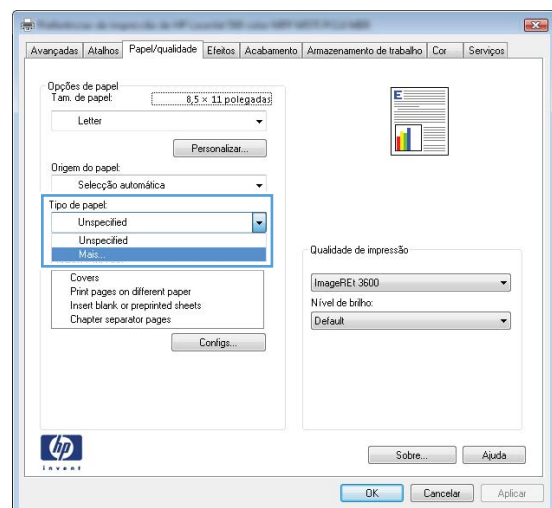 Avançadas Atalhos Papel/qualidade Efeitos Acabamento Armazenamento de trabalho Cor Serviços
Opções de papel
Tam. de papel: 8,5 × 11 polegadas
Letter
Personalizar...
Origem do papel:
Selecção automática
Tipo de papel:
Unspecified
Unspecified
Mais...
Covers
Print pages on different paper
Insert blank or preprinted sheets
Chapter separator pages
Configs...
E
Qualidade de impressão
ImageREt 3600
Nível de brilho:
Default
hp
invent
Sobre... Ajuda
OK Cancelar Aplicar